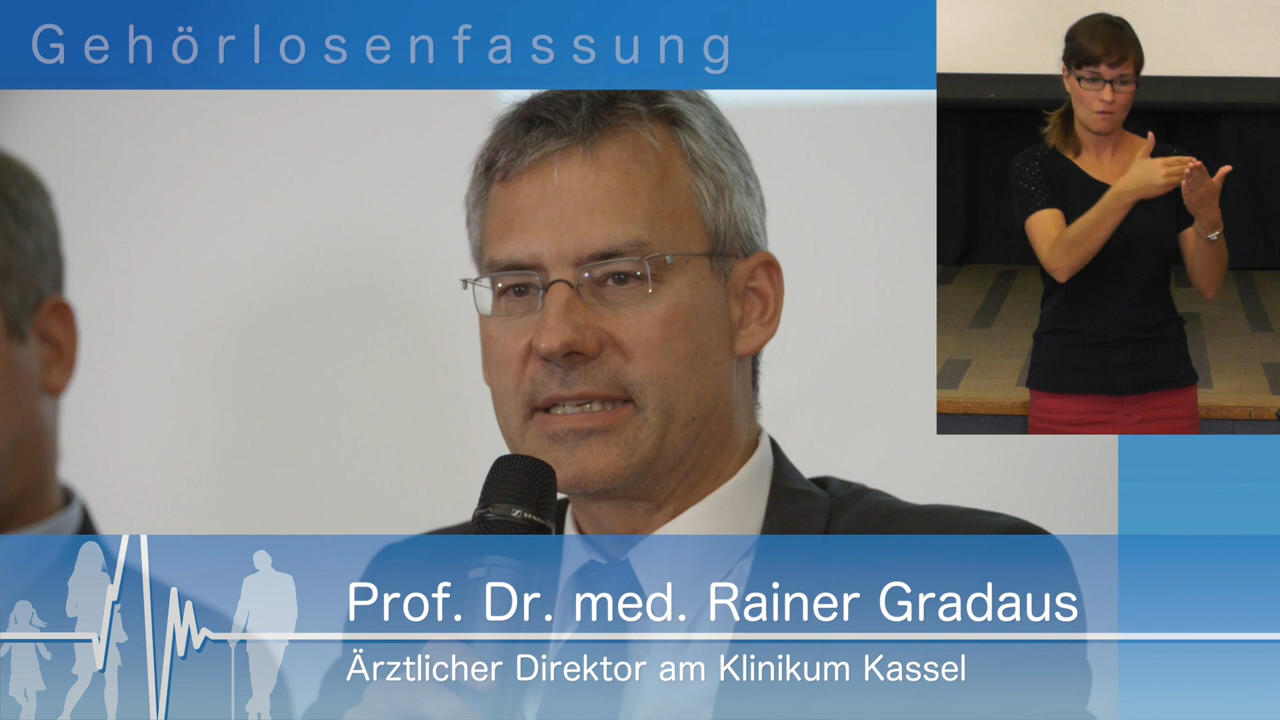 Gehörlosenfassung
Prof. Dr. med. Rainer Gradaus
Ärztlicher Direktor am Klinikum Kassel